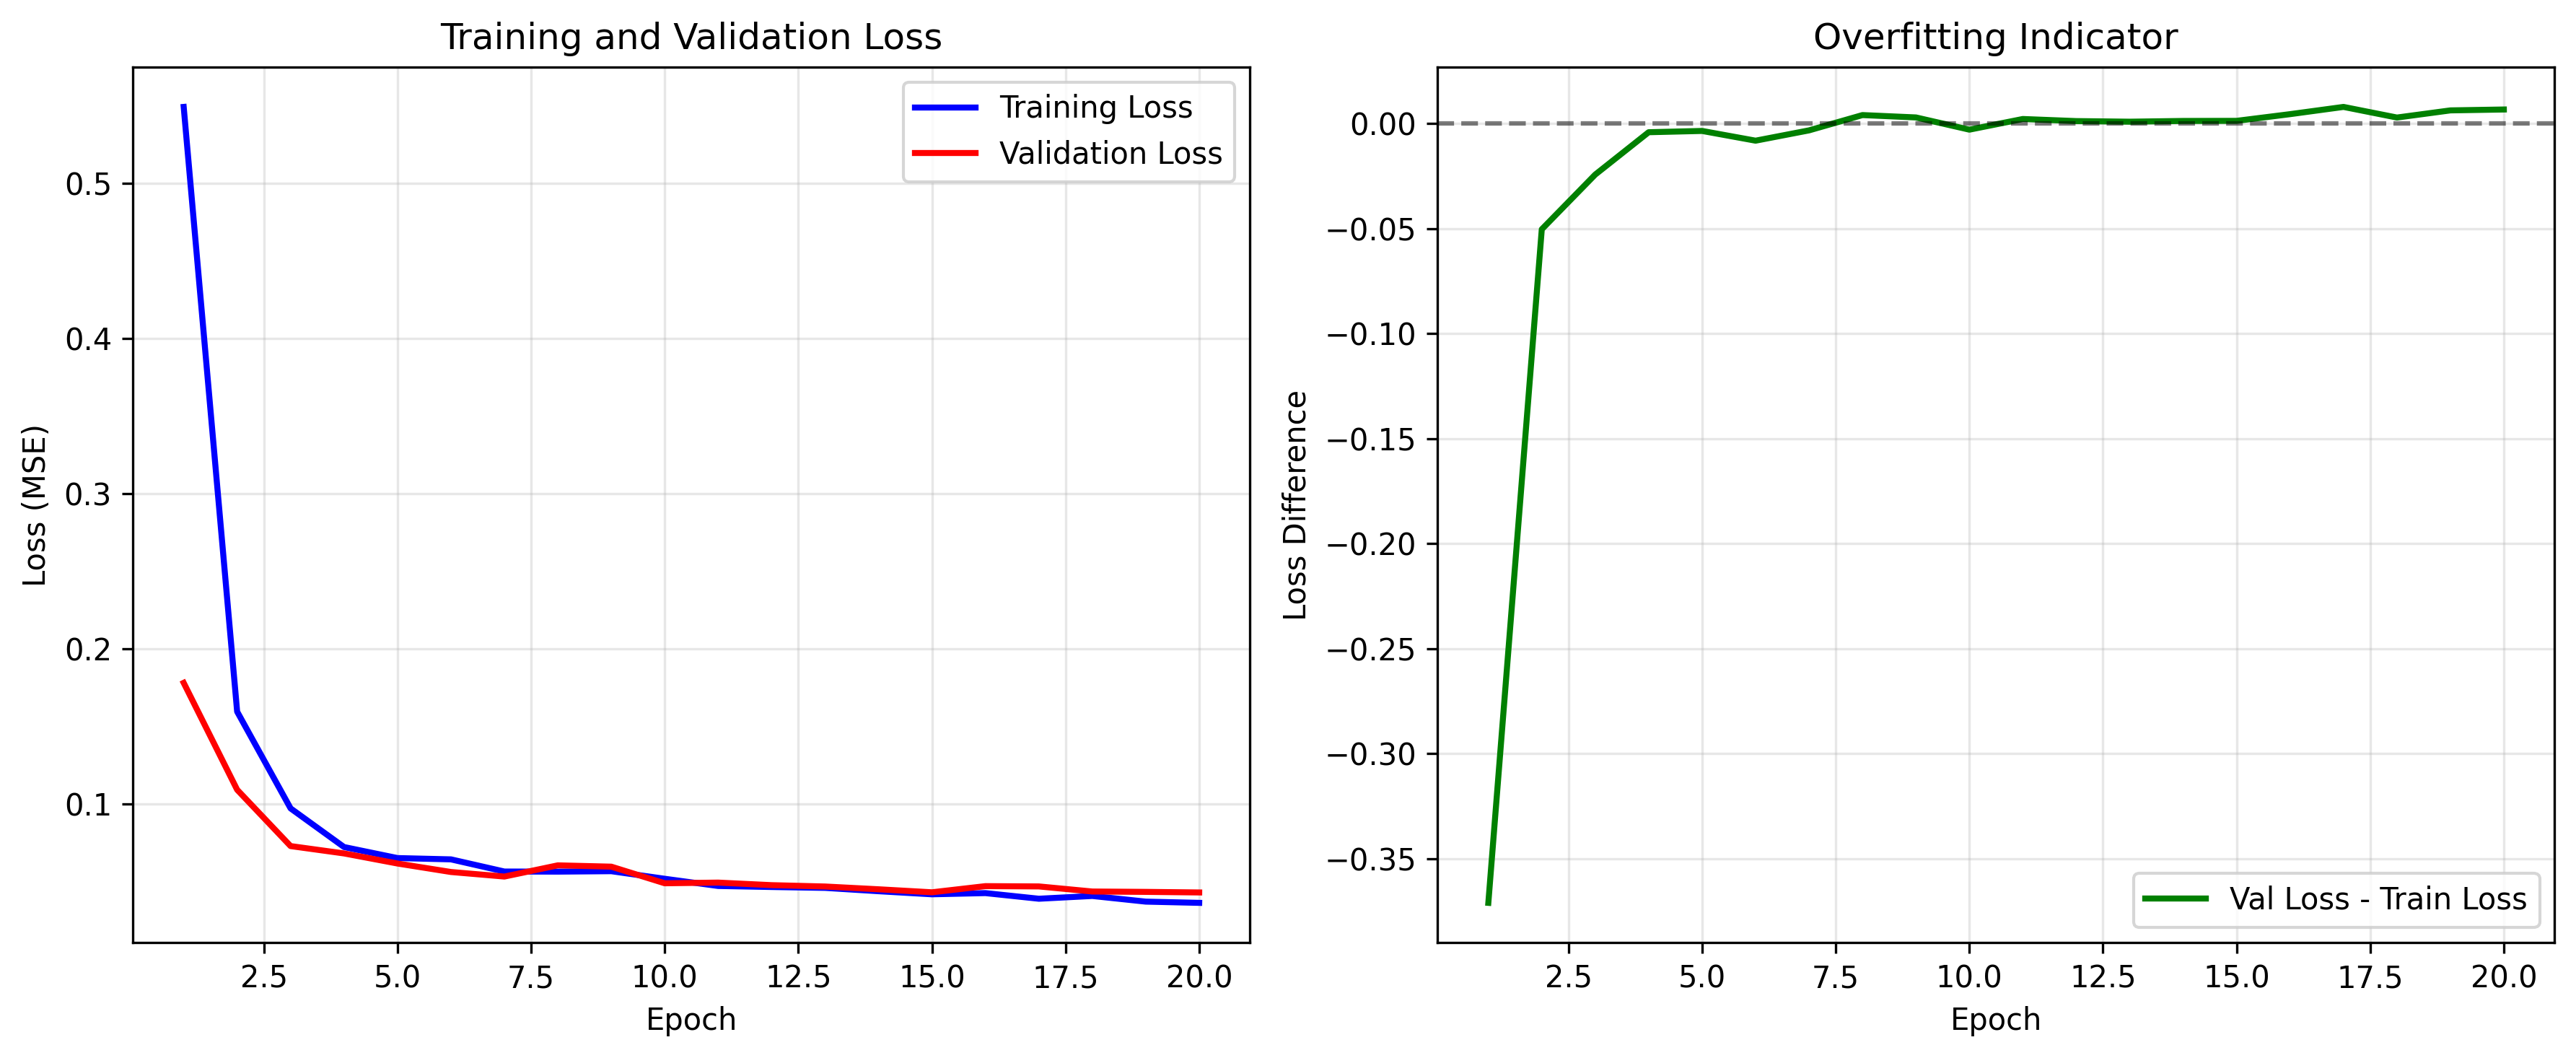 Training and Validation Loss
Training Loss
Validation Loss
Loss (MSE)
0.5
0.4
0.3
0.2
0.1
2.5 5.0 7.5 10.0 12.5 15.0 17.5 20.0
Epoch
Overfitting Indicator
Loss Difference
0.00
−0.05
−0.10
−0.15
−0.20
−0.25
−0.30
−0.35
Val Loss - Train Loss
2.5 5.0 7.5 10.0 12.5 15.0 17.5 20.0
Epoch